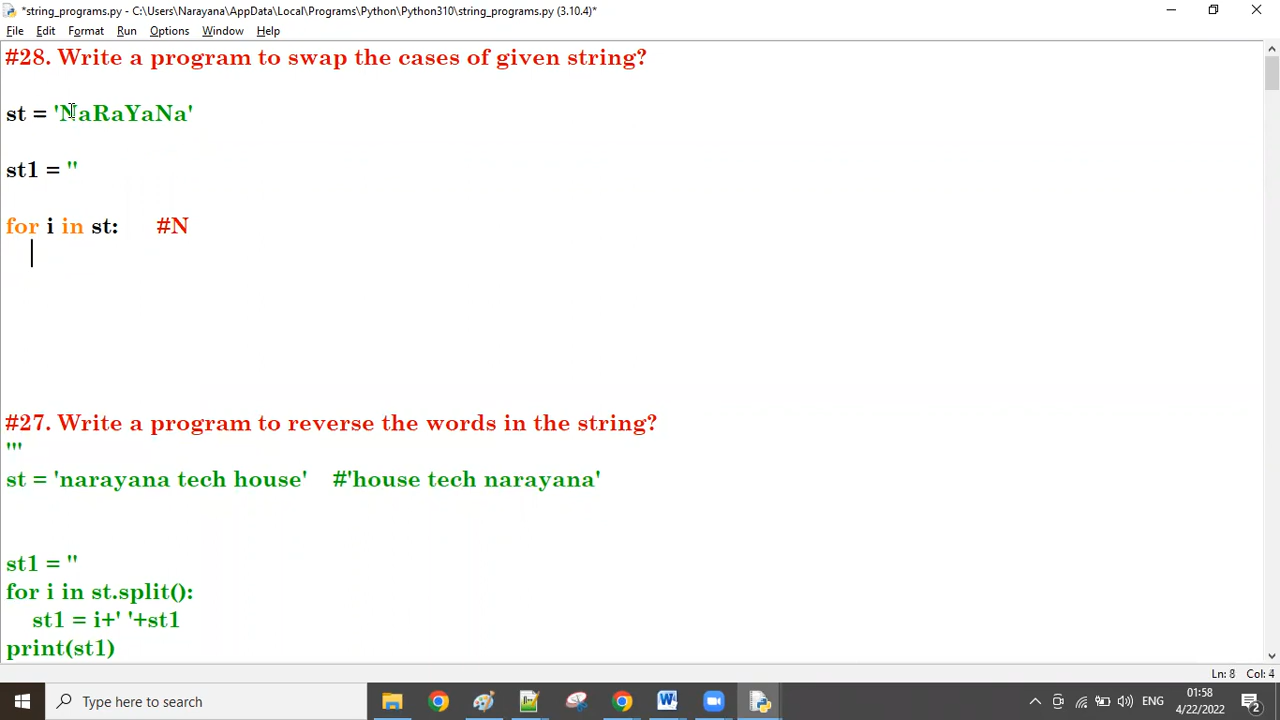 *string_programs.py - C:\Users\Narayana\AppData\Local\Programs\Python\Python310\string_programs.py (3.10.4)*
File Edit Format Run Options Window Help
#28. Write a program to swap the cases of given string?
st = 'NaRaYaNa'
st1 = ''
for i in st: #N
#27. Write a program to reverse the words in the string?
'''
st = 'narayana tech house' #'house tech narayana'
st1 = ''
for i in st.split():
st1 = i+' '+st1
print(st1)
Ln: 8 Col: 4
Type here to search
ENG
01:58
4/22/2022
2